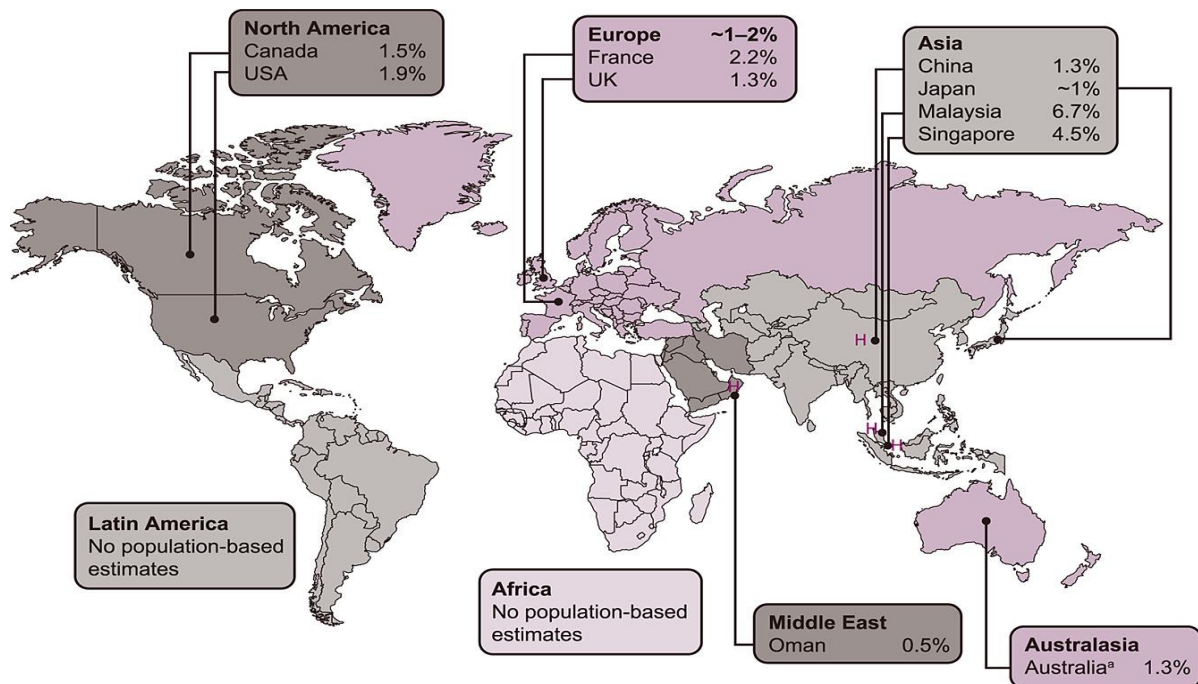 North America
Canada 1.5%
USA 1.9%
Europe ~1–2%
France 2.2%
UK 1.3%
Asia
China 1.3%
Japan ~1%
Malaysia 6.7%
Singapore 4.5%
H
H
H
H
Latin America
No population-based
estimates
Africa
No population-based
estimates
Middle East
Oman 0.5%
Australasia
Australiaᵃ 1.3%